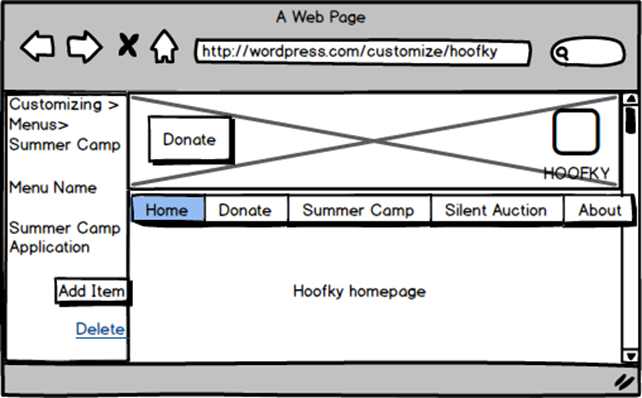 A Web Page
http://wordpress.com/customize/hoofky
Customizing >
Menus>
Summer Camp
Menu Name
Summer Camp
Application
Add Item
Delete
Donate
HOOFKY
Home Donate Summer Camp Silent Auction About
Hoofky homepage